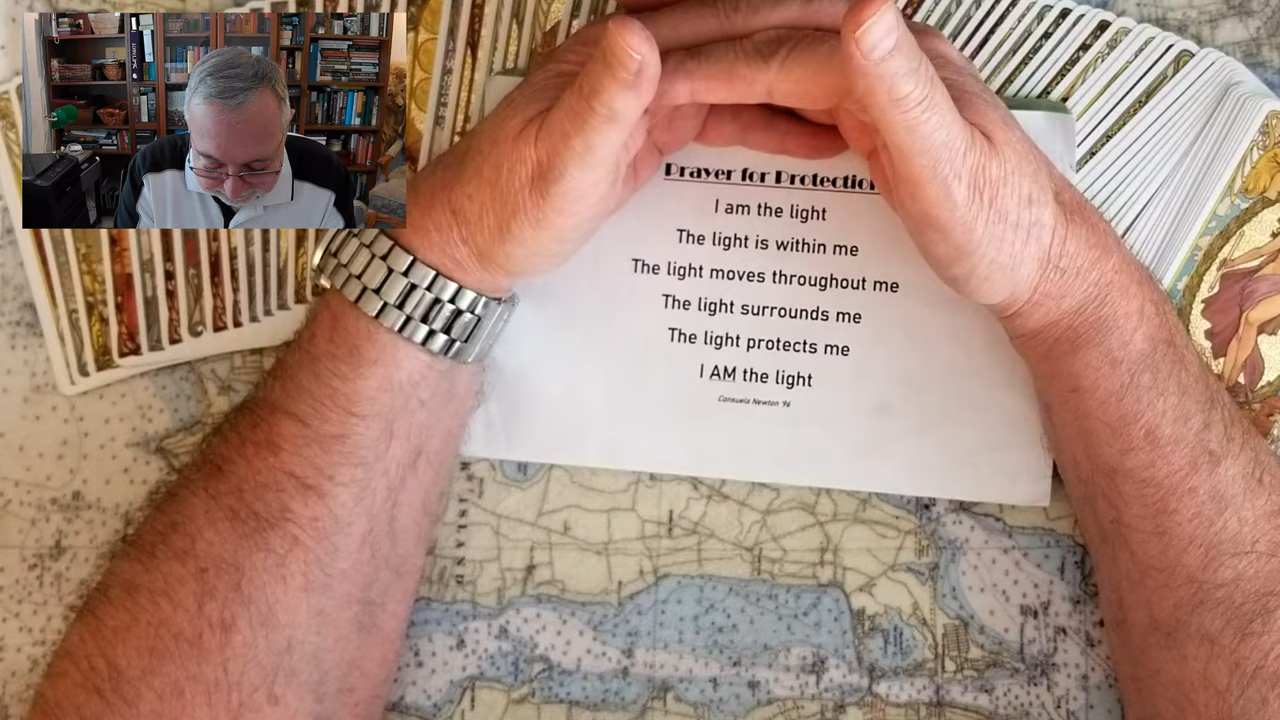 Prayer for Protection
I am the light
The light is within me
The light moves throughout me
The light surrounds me
The light protects me
I AM the light
Consuela Newton '96